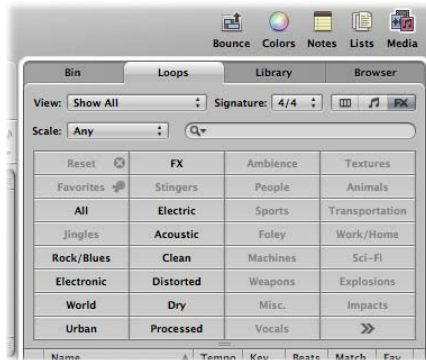 Bounce Colors Notes Lists Media
Bin Loops Library Browser
View: Show All Signature: 4/4 FX
Scale: Any
Reset FX Ambience Textures
Favorites Stingers People Animals
All Electric Sports Transportation
Jingles Acoustic Foley Work/Home
Rock/Blues Clean Machines Sci-Fi
Electronic Distorted Weapons Explosions
World Dry Misc. Impacts
Urban Processed Vocals
Name Tempo Key Beats Match Fav